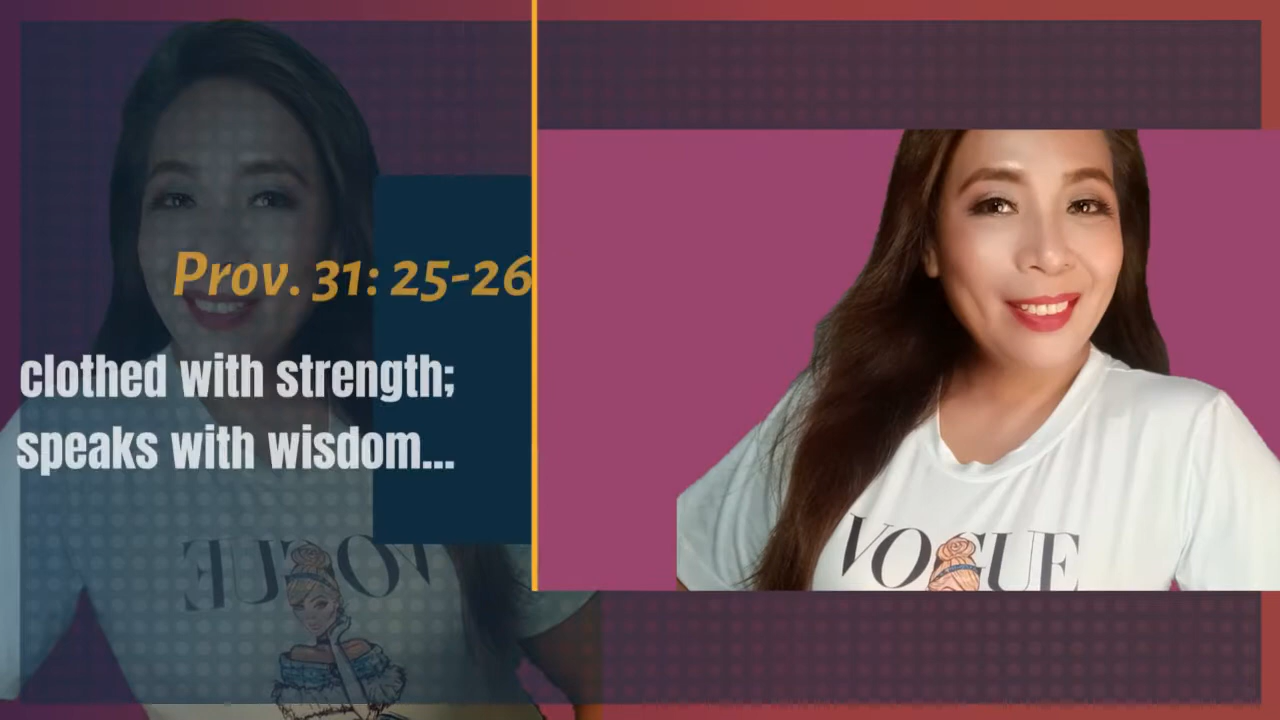 Prov. 31: 25-26
clothed with strength;
speaks with wisdom...
VOGUE
VOGUE